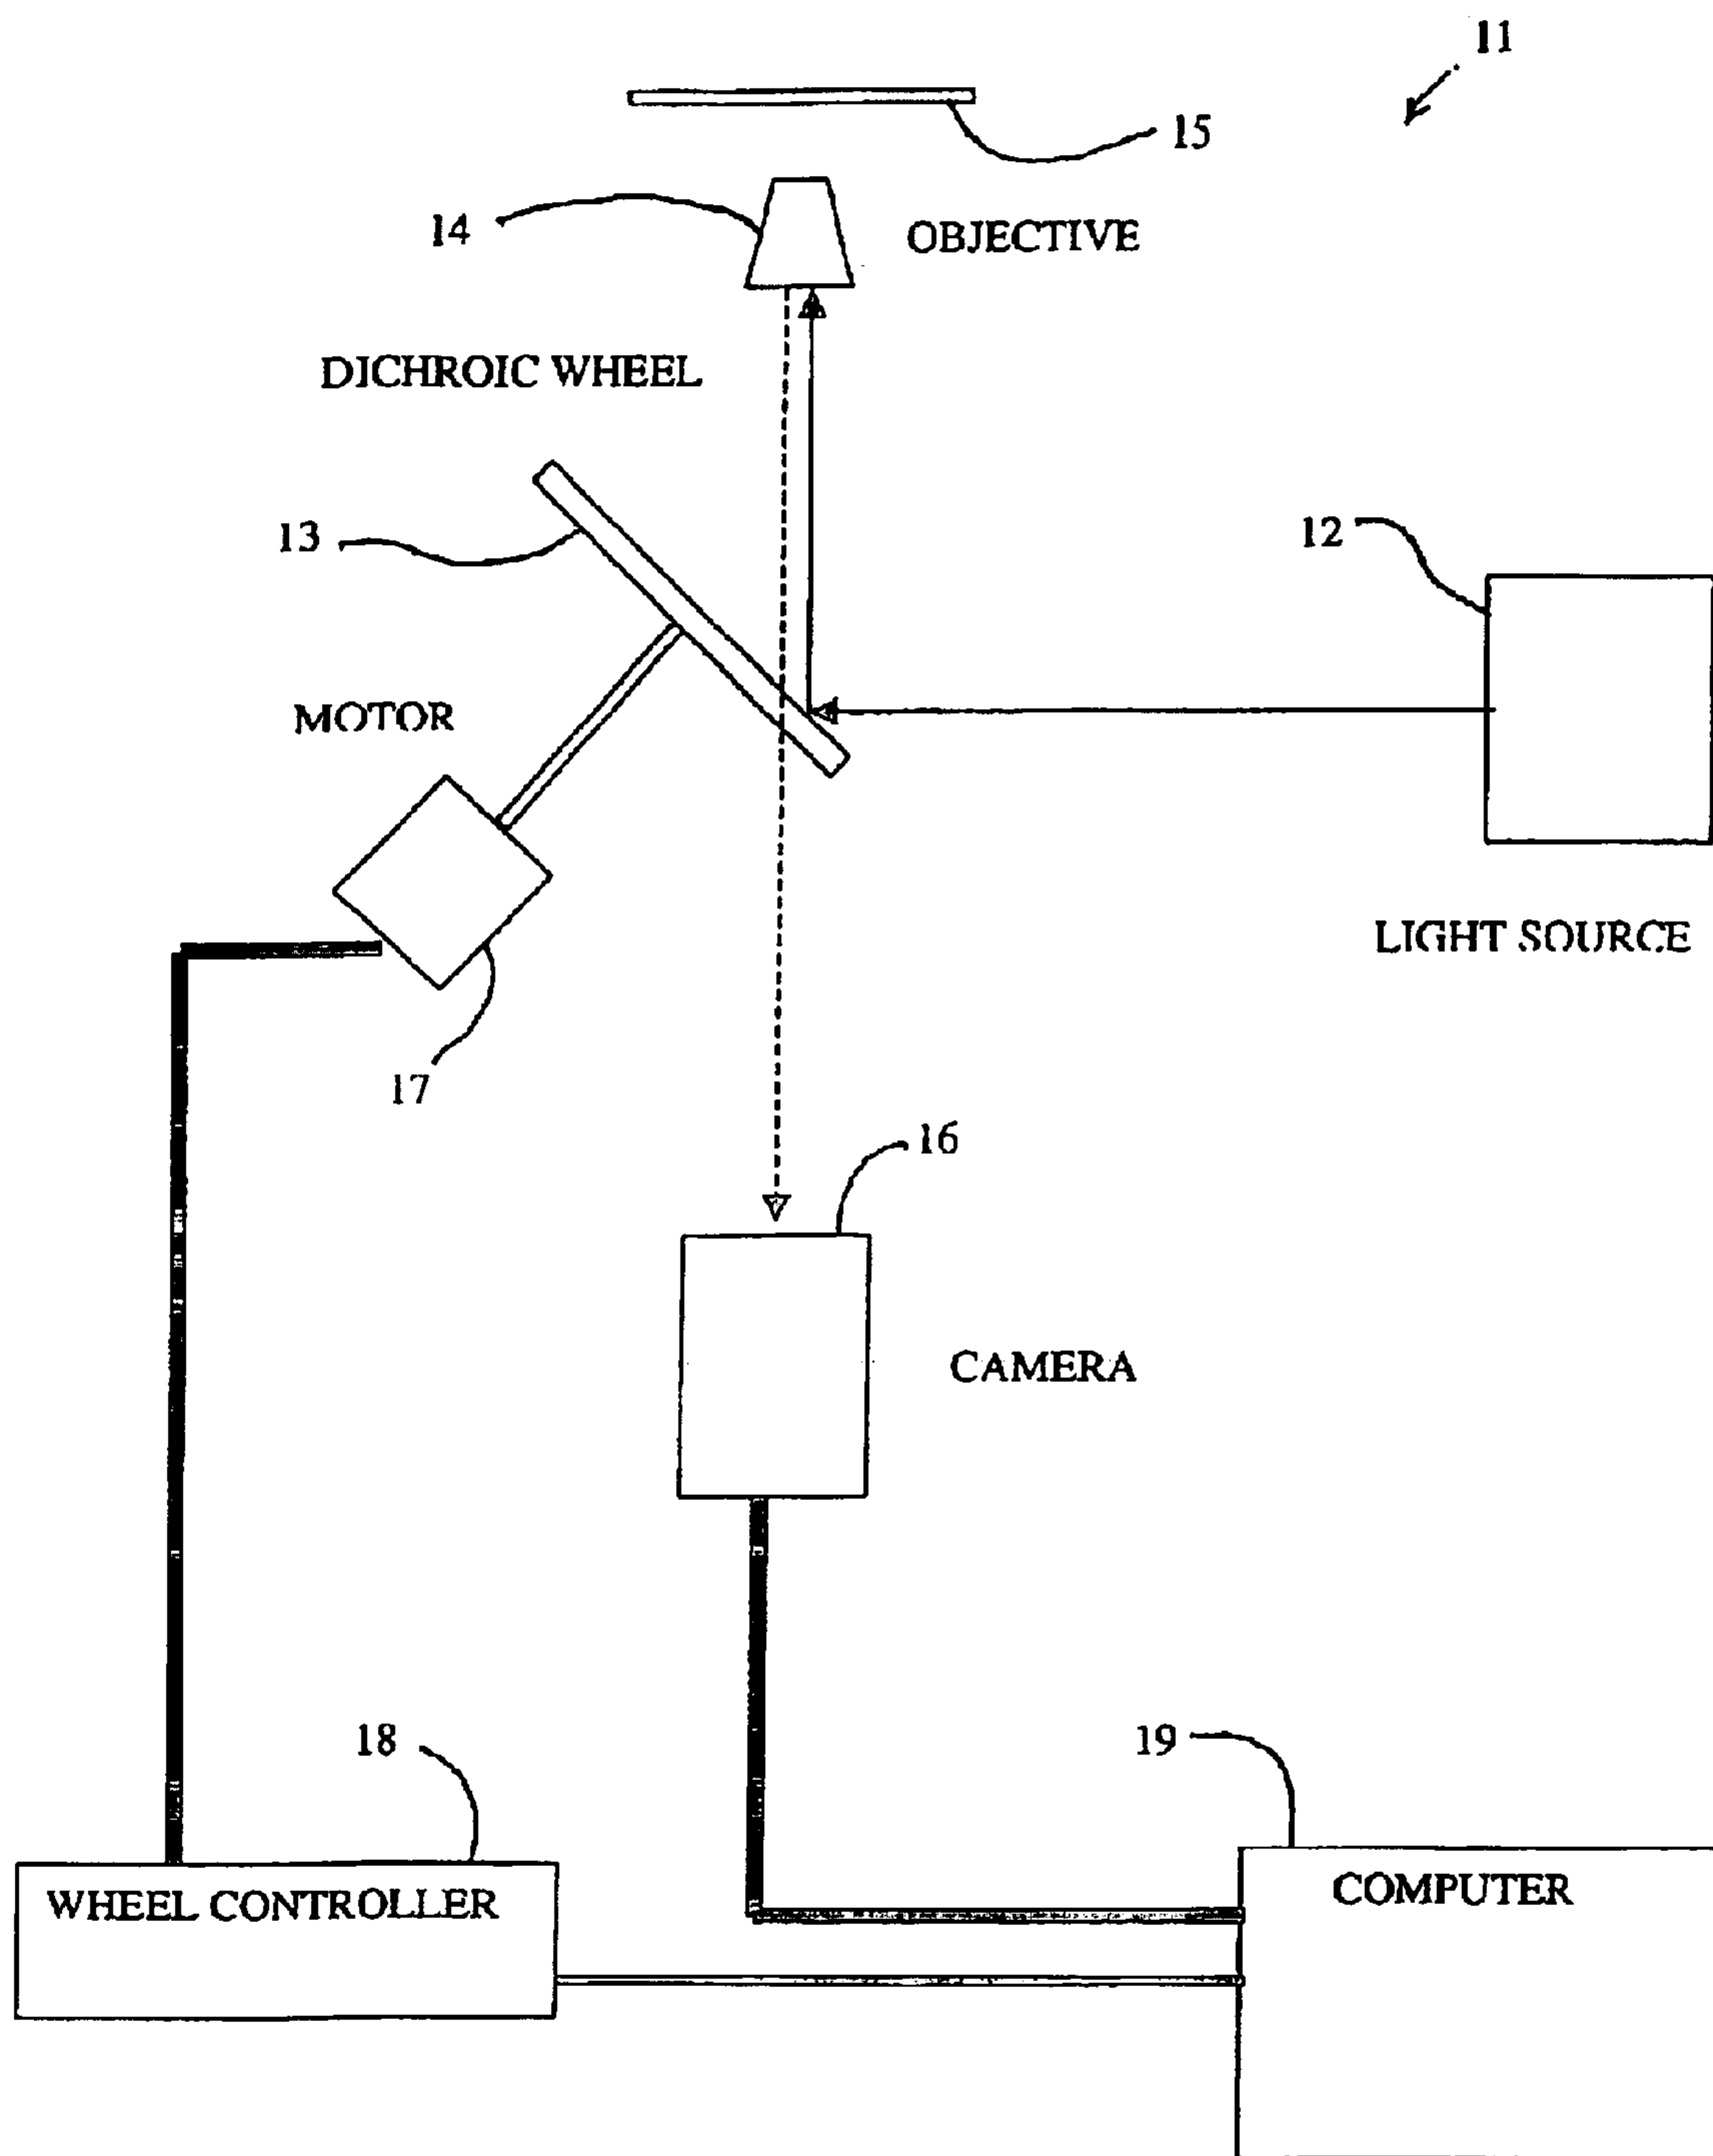 11
15
14
OBJECTIVE
DICHROIC WHEEL
13
12
MOTOR
LIGHT SOURCE
17
16
CAMERA
18
19
WHEEL CONTROLLER
COMPUTER